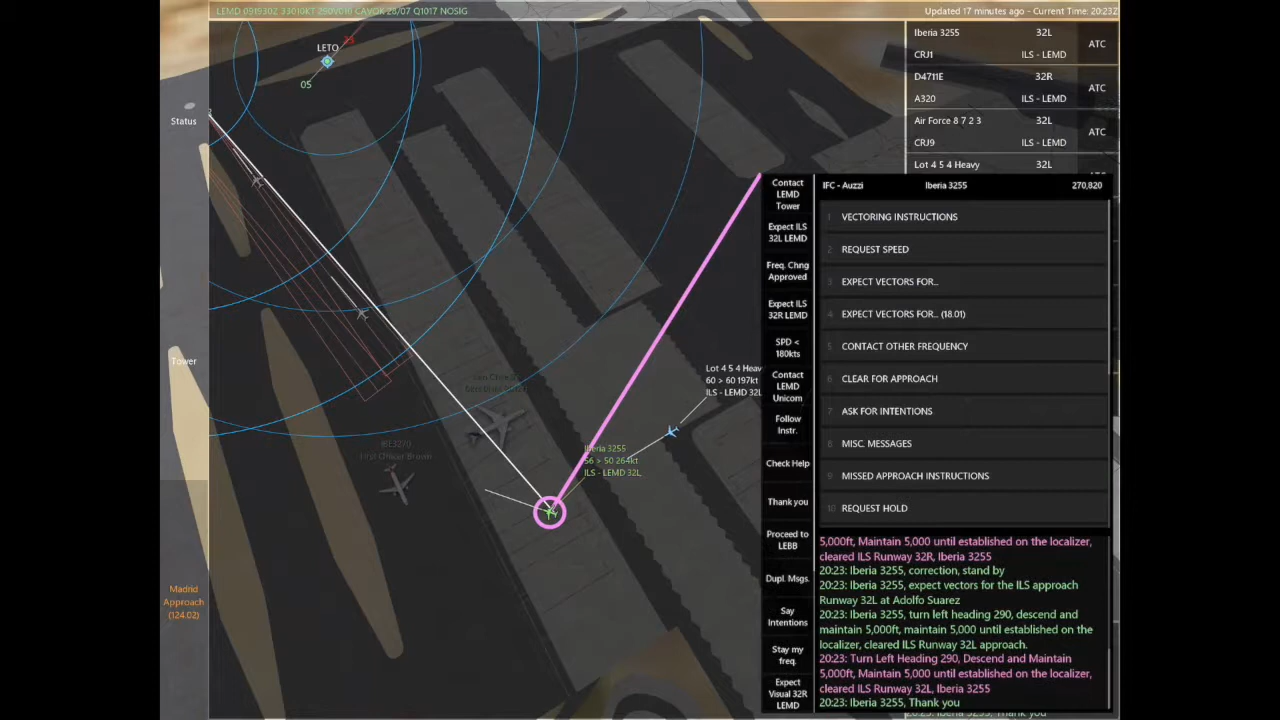 LEMD 081930Z 33010KT 290V010 CAVOK 28/07 Q1017 NOSIG
Updated 17 minutes ago - Current Time: 20:23Z
Iberia 3255 32L
CRJ1 ILS - LEMD
ATC
D4711E 32R
A320 ILS - LEMD
ATC
Air Force 8 7 2 3 32L
CRJ9 ILS - LEMD
ATC
Lot 4 5 4 Heavy 32L
LETO
23
05
Status
Tower
Madrid
Approach
(124.02)
Lot 4 5 4 Heav
60 > 60 197kt
ILS - LEMD 32L
Iberia 3255
56 > 50 264kt
ILS - LEMD 32L
Contact
LEMD
Tower
Expect ILS
32L LEMD
Freq. Chng
Approved
Expect ILS
32R LEMD
SPD <
180kts
Contact
LEMD
Unicom
Follow
Instr.
Check Help
Thank you
Proceed to
LEBB
Dupl. Msgs.
Say
Intentions
Stay my
freq.
Expect
Visual 32R
LEMD
IFC - Auzzi Iberia 3255 270,820
1 VECTORING INSTRUCTIONS
2 REQUEST SPEED
3 EXPECT VECTORS FOR...
4 EXPECT VECTORS FOR... (18.01)
5 CONTACT OTHER FREQUENCY
6 CLEAR FOR APPROACH
7 ASK FOR INTENTIONS
8 MISC. MESSAGES
9 MISSED APPROACH INSTRUCTIONS
10 REQUEST HOLD
5,000ft, Maintain 5,000 until established on the localizer,
cleared ILS Runway 32R, Iberia 3255
20:23: Iberia 3255, correction, stand by
20:23: Iberia 3255, expect vectors for the ILS approach
Runway 32L at Adolfo Suarez
20:23: Iberia 3255, turn left heading 290, descend and
maintain 5,000ft, maintain 5,000 until established on the
localizer, cleared ILS Runway 32L approach.
20:23: Turn Left Heading 290, Descend and Maintain
5,000ft, Maintain 5,000 until established on the localizer,
cleared ILS Runway 32L, Iberia 3255
20:23: Iberia 3255, Thank you